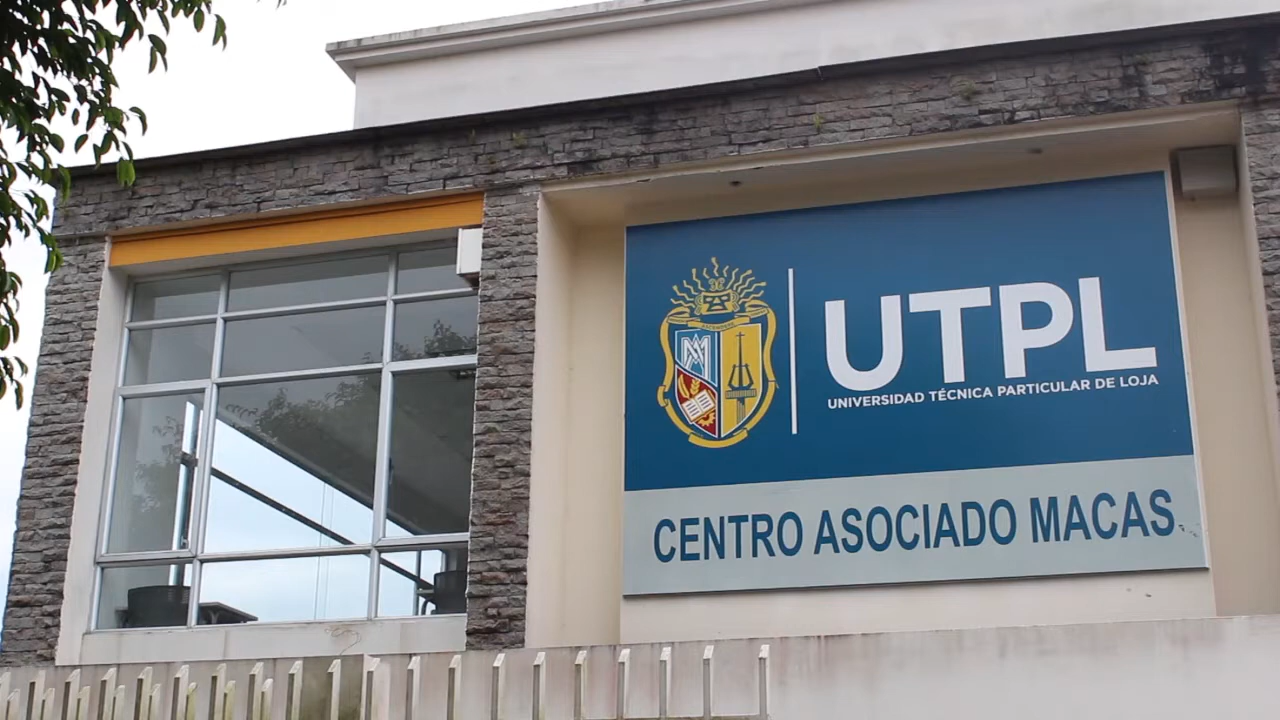 UTPL
UNIVERSIDAD TÉCNICA PARTICULAR DE LOJA
CENTRO ASOCIADO MACAS